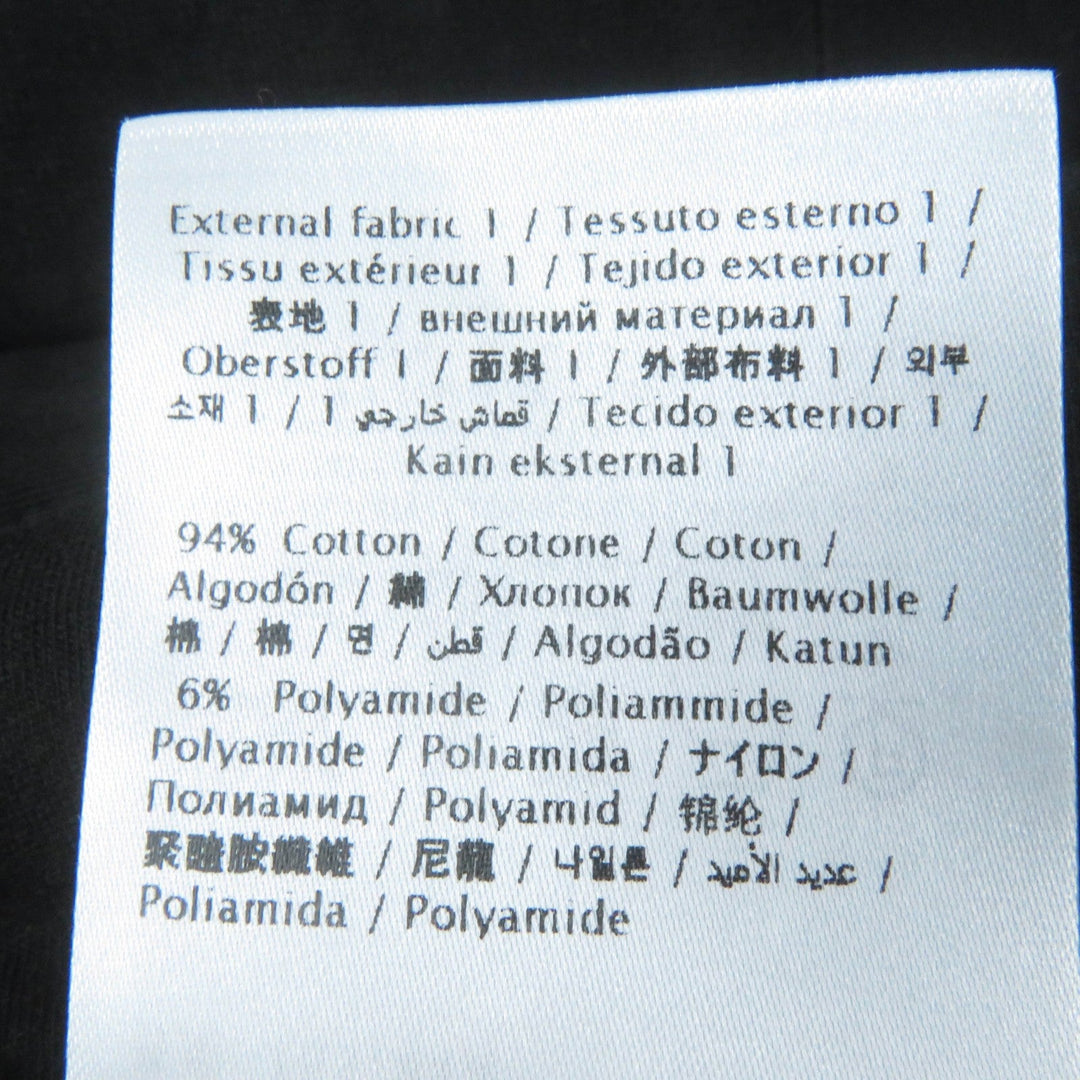 External fabric 1 / Tessuto esterno 1 /
Tissu extérieur 1 / Tejido exterior 1 /
表地 1 / внешний материал 1 /
Oberstoff 1 / 面料 1 / 外部布料 1 / 외부
소재 1 / 1 قماش خارجي / Tecido exterior 1 /
Kain eksternal 1
94% Cotton / Cotone / Coton /
Algodón / 綿 / Хлопок / Baumwolle /
棉 / 棉 / 면 / قطن / Algodão / Katun
6% Polyamide / Poliammide /
Polyamide / Poliamida / ナイロン /
Полиамид / Polyamid / 锦纶 /
聚醯胺纖維 / 尼龍 / 나일론 / عديد الأميد /
Poliamida / Polyamide